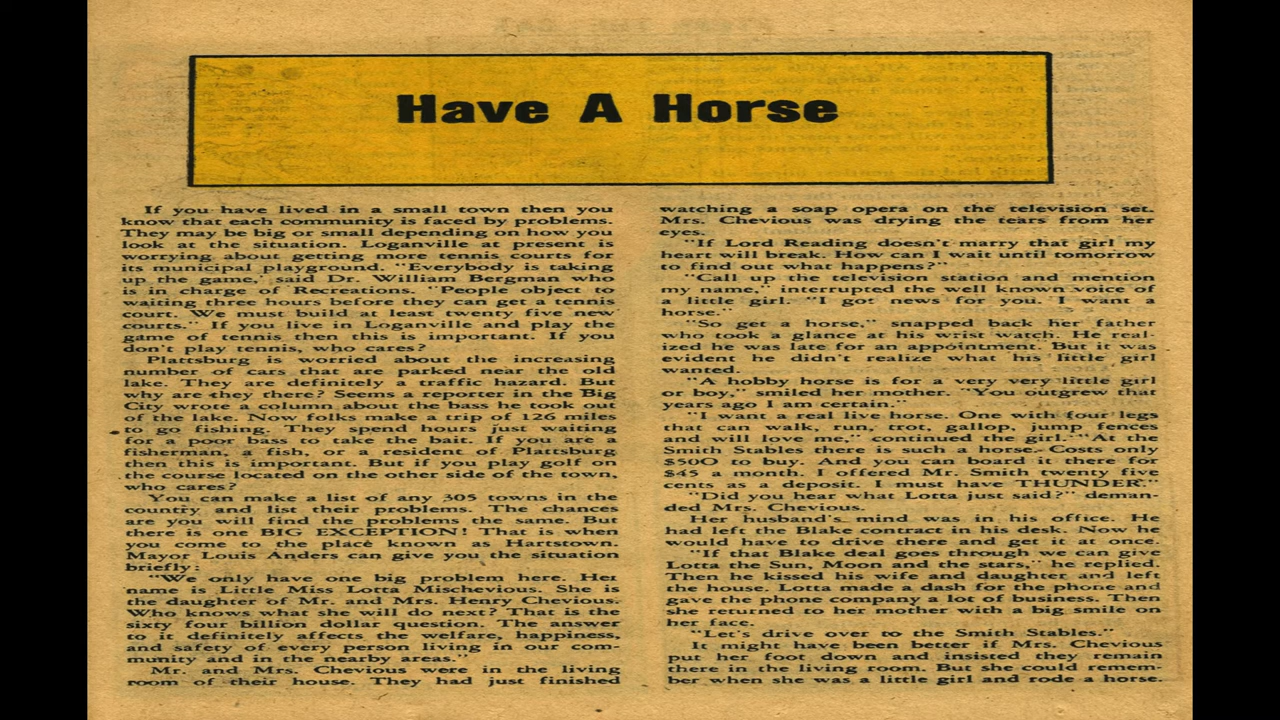 Have A Horse
If you have lived in a small town then you
know that each community is faced by problems.
They may be big or small depending on how you
look at the situation. Loganville at present is
worrying about getting more tennis courts for
its municipal playground. "Everybody is taking
up the game," said Dr. William Bergman who
is in charge of Recreations. "People object to
waiting three hours before they can get a tennis
court. We must build at least twenty five new
courts." If you live in Loganville and play the
game of tennis then this is important. If you
don't play tennis, who cares?
Plattsburg is worried about the increasing
number of cars that are parked near the old
lake. They are definitely a traffic hazard. But
why are they there? Seems a reporter in the Big
City wrote a column about the bass he took out
of the lake. Now folks make a trip of 126 miles
to go fishing. They spend hours just waiting
for a poor bass to take the bait. If you are a
fisherman, a fish, or a resident of Plattsburg
then this is important. But if you play golf on
the course located on the other side of the town,
who cares?
You can make a list of any 305 towns in the
country and list their problems. The chances
are you will find the problems the same. But
there is one BIG EXCEPTION! That is when
you come to the place known as Hartstown.
Mayor Louis Anders can give you the situation
briefly:
"We only have one big problem here. Her
name is Little Miss Lotta Mischevious. She is
the daughter of Mr. and Mrs. Henry Chevious.
Who knows what she will do next? That is the
sixty four billion dollar question. The answer
to it definitely affects the welfare, happiness,
and safety of every person living in our com-
munity and in the nearby areas."
Mr. and Mrs. Chevious were in the living
room of their house. They had just finished
watching a soap opera on the television set.
Mrs. Chevious was drying the tears from her
eyes.
"If Lord Reading doesn't marry that girl my
heart will break. How can I wait until tomorrow
to find out what happens?"
"Call up the television station and mention
my name," interrupted the well known voice of
a little girl. "I got news for you. I want a
horse."
"So get a horse," snapped back her father
who took a glance at his wrist watch. He real-
ized he was late for an appointment. But it was
evident he didn't realize what his little girl
wanted.
"A hobby horse is for a very very little girl
or boy," smiled her mother. "You outgrew that
years ago I am certain."
"I want a real live horse. One with four legs
that can walk, run, trot, gallop, jump fences
and will love me," continued the girl. "At the
Smith Stables there is such a horse. Costs only
$500 to buy. And you can board it there for
$45 a month. I offered Mr. Smith twenty five
cents as a deposit. I must have THUNDER."
"Did you hear what Lotta just said?" deman-
ded Mrs. Chevious.
Her husband's mind was in his office. He
had left the Blake contract in his desk. Now he
would have to drive there and get it at once.
"If that Blake deal goes through we can give
Lotta the Sun, Moon and the stars," he replied.
Then he kissed his wife and daughter and left
the house. Lotta made a dash for the phone and
gave the phone company a lot of business. Then
she returned to her mother with a big smile on
her face.
"Let's drive over to the Smith Stables."
It might have been better if Mrs. Chevious
put her foot down and insisted they remain
there in the living room. But she could remem-
ber when she was a little girl and rode a horse.